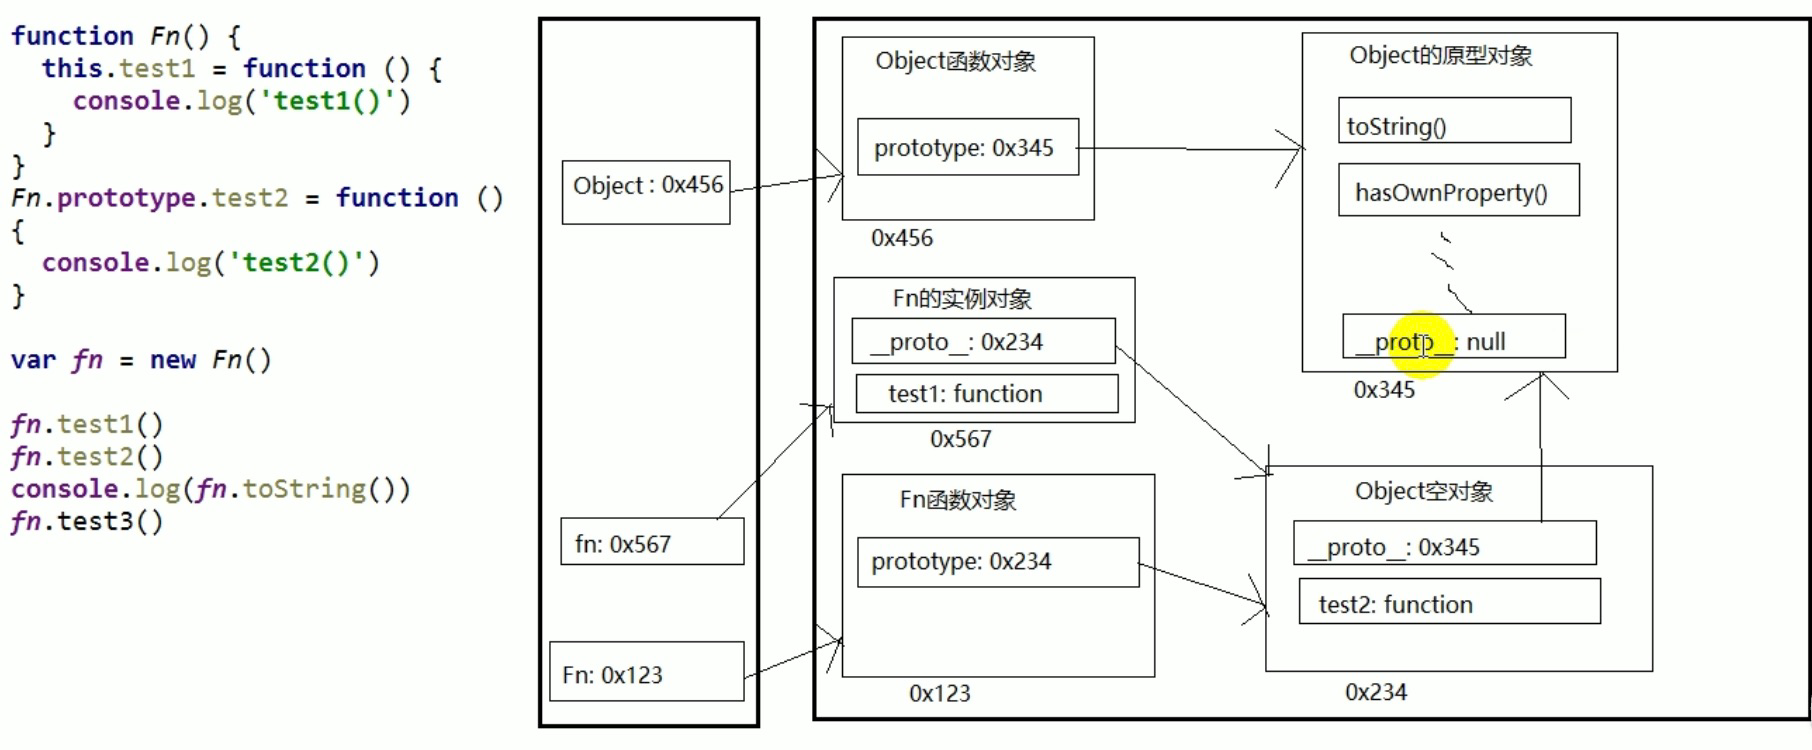 function Fn() {
this.test1 = function () {
console.log('test1()')
}
}
Fn.prototype.test2 = function ()
{
console.log('test2()')
}
var fn = new Fn()
fn.test1()
fn.test2()
console.log(fn.toString())
fn.test3()
Object : 0x456
fn: 0x567
Fn: 0x123
Object函数对象
prototype: 0x345
0x456
Fn的实例对象
__proto__: 0x234
test1: function
0x567
Fn函数对象
prototype: 0x234
0x123
Object的原型对象
toString()
hasOwnProperty()
__proto__: null
0x345
Object空对象
__proto__: 0x345
test2: function
0x234